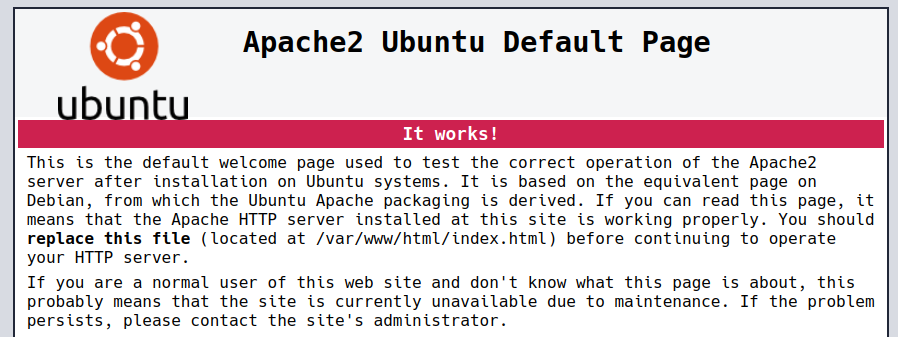 Apache2 Ubuntu Default Page
ubuntu
It works!
This is the default welcome page used to test the correct operation of the Apache2
server after installation on Ubuntu systems. It is based on the equivalent page on
Debian, from which the Ubuntu Apache packaging is derived. If you can read this page, it
means that the Apache HTTP server installed at this site is working properly. You should
replace this file (located at /var/www/html/index.html) before continuing to operate
your HTTP server.
If you are a normal user of this web site and don't know what this page is about, this
probably means that the site is currently unavailable due to maintenance. If the problem
persists, please contact the site's administrator.